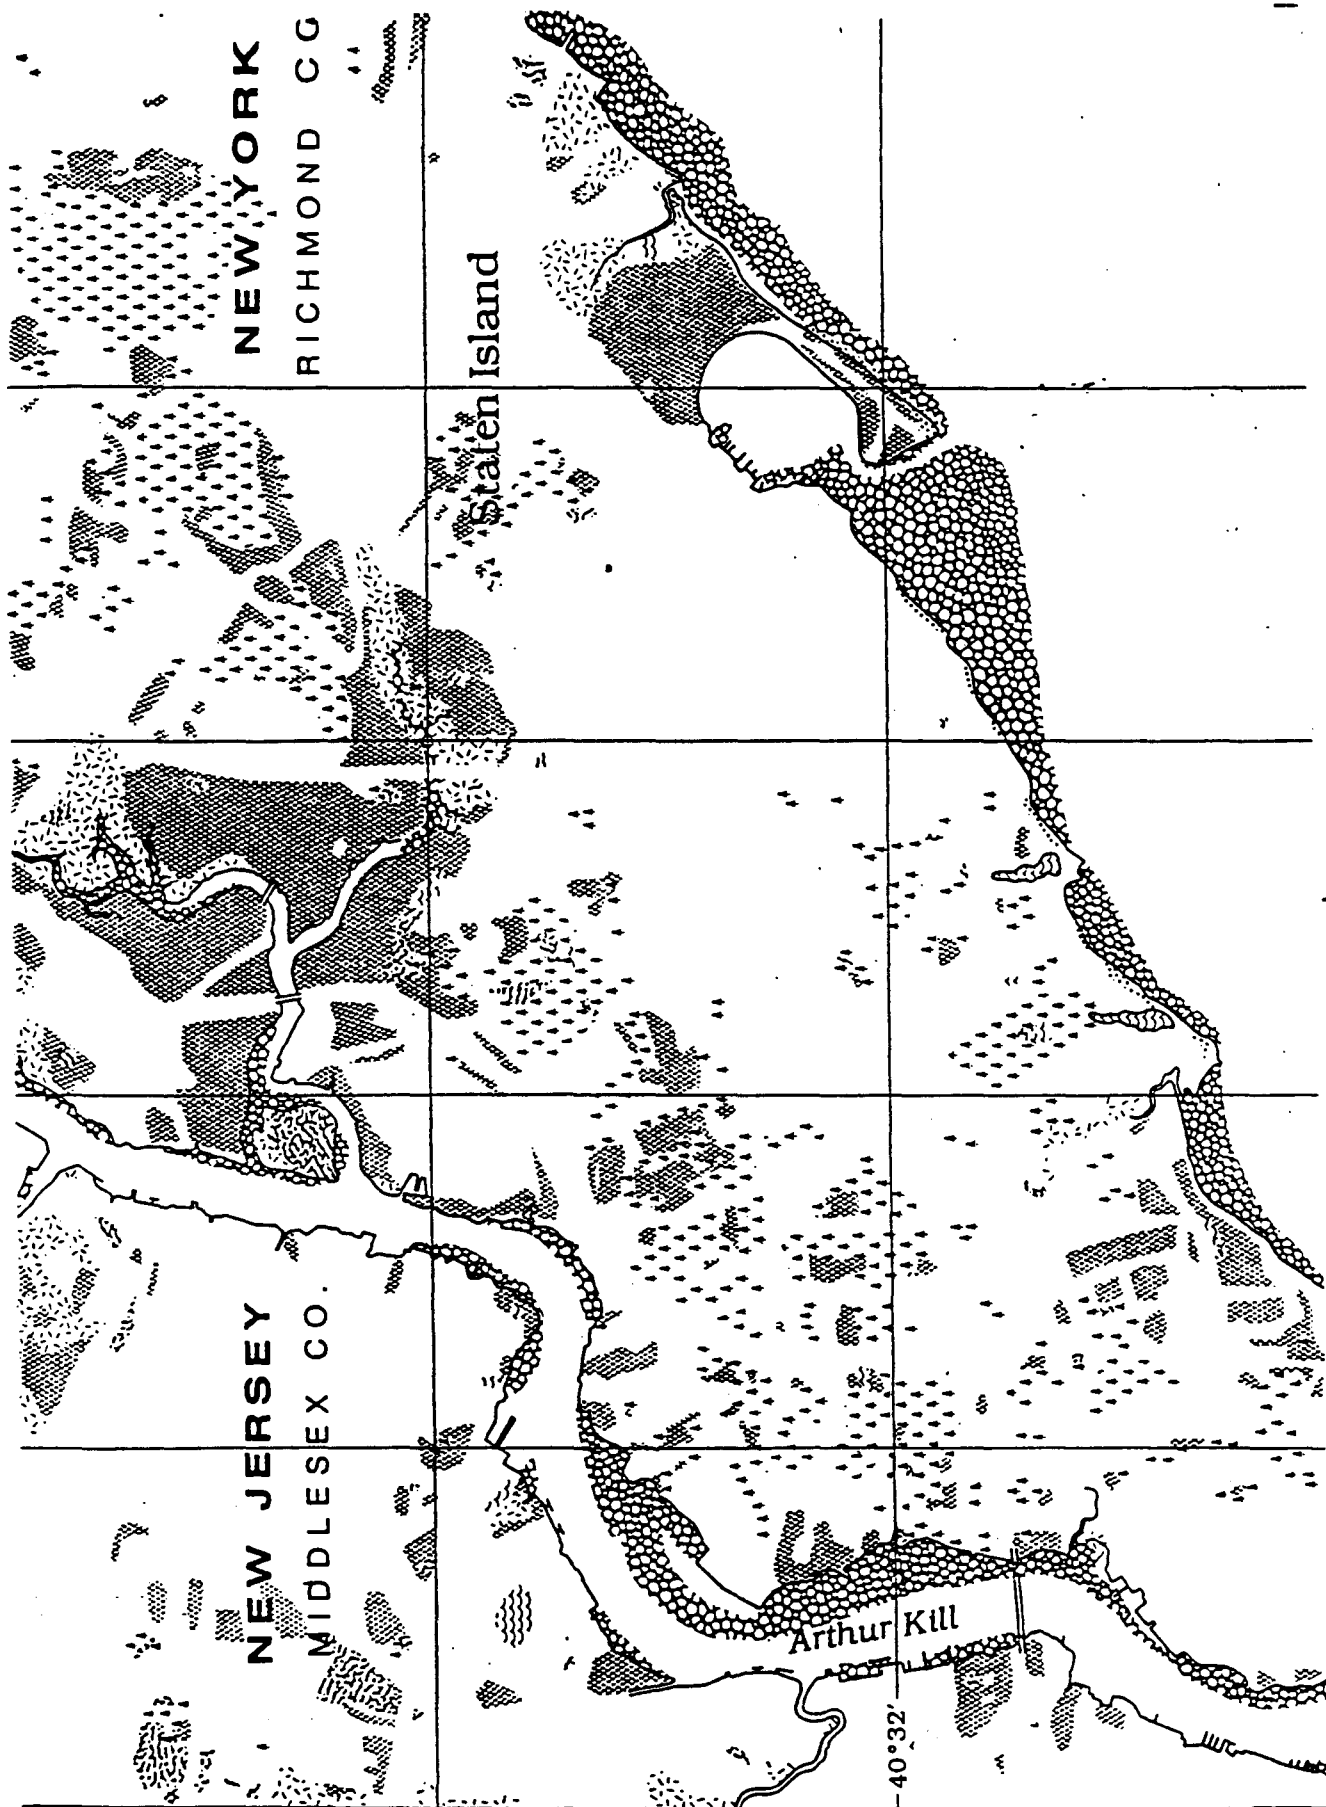 NEW YORK
RICHMOND CO
Staten Island
NEW JERSEY
MIDDLESEX CO.
Arthur Kill
40°32'